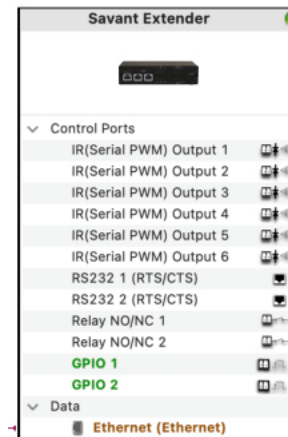 Savant Extender
Control Ports
IR(Serial PWM) Output 1
IR(Serial PWM) Output 2
IR(Serial PWM) Output 3
IR(Serial PWM) Output 4
IR(Serial PWM) Output 5
IR(Serial PWM) Output 6
RS232 1 (RTS/CTS)
RS232 2 (RTS/CTS)
Relay NO/NC 1
Relay NO/NC 2
GPIO 1
GPIO 2
Data
Ethernet (Ethernet)